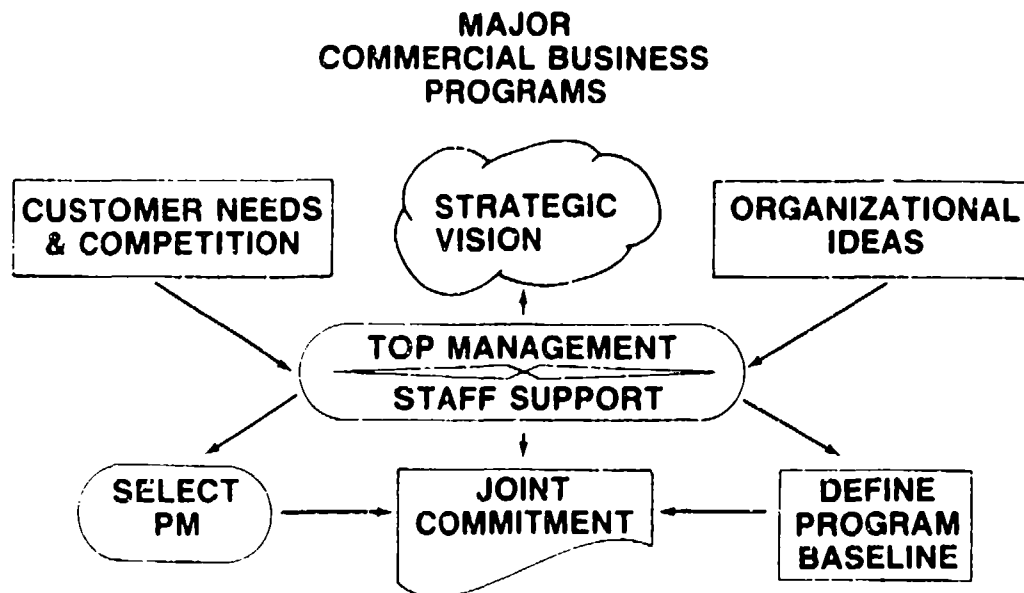 MAJOR
COMMERCIAL BUSINESS
PROGRAMS
CUSTOMER NEEDS
& COMPETITION
STRATEGIC
VISION
ORGANIZATIONAL
IDEAS
TOP MANAGEMENT
STAFF SUPPORT
SELECT
PM
JOINT
COMMITMENT
DEFINE
PROGRAM
BASELINE